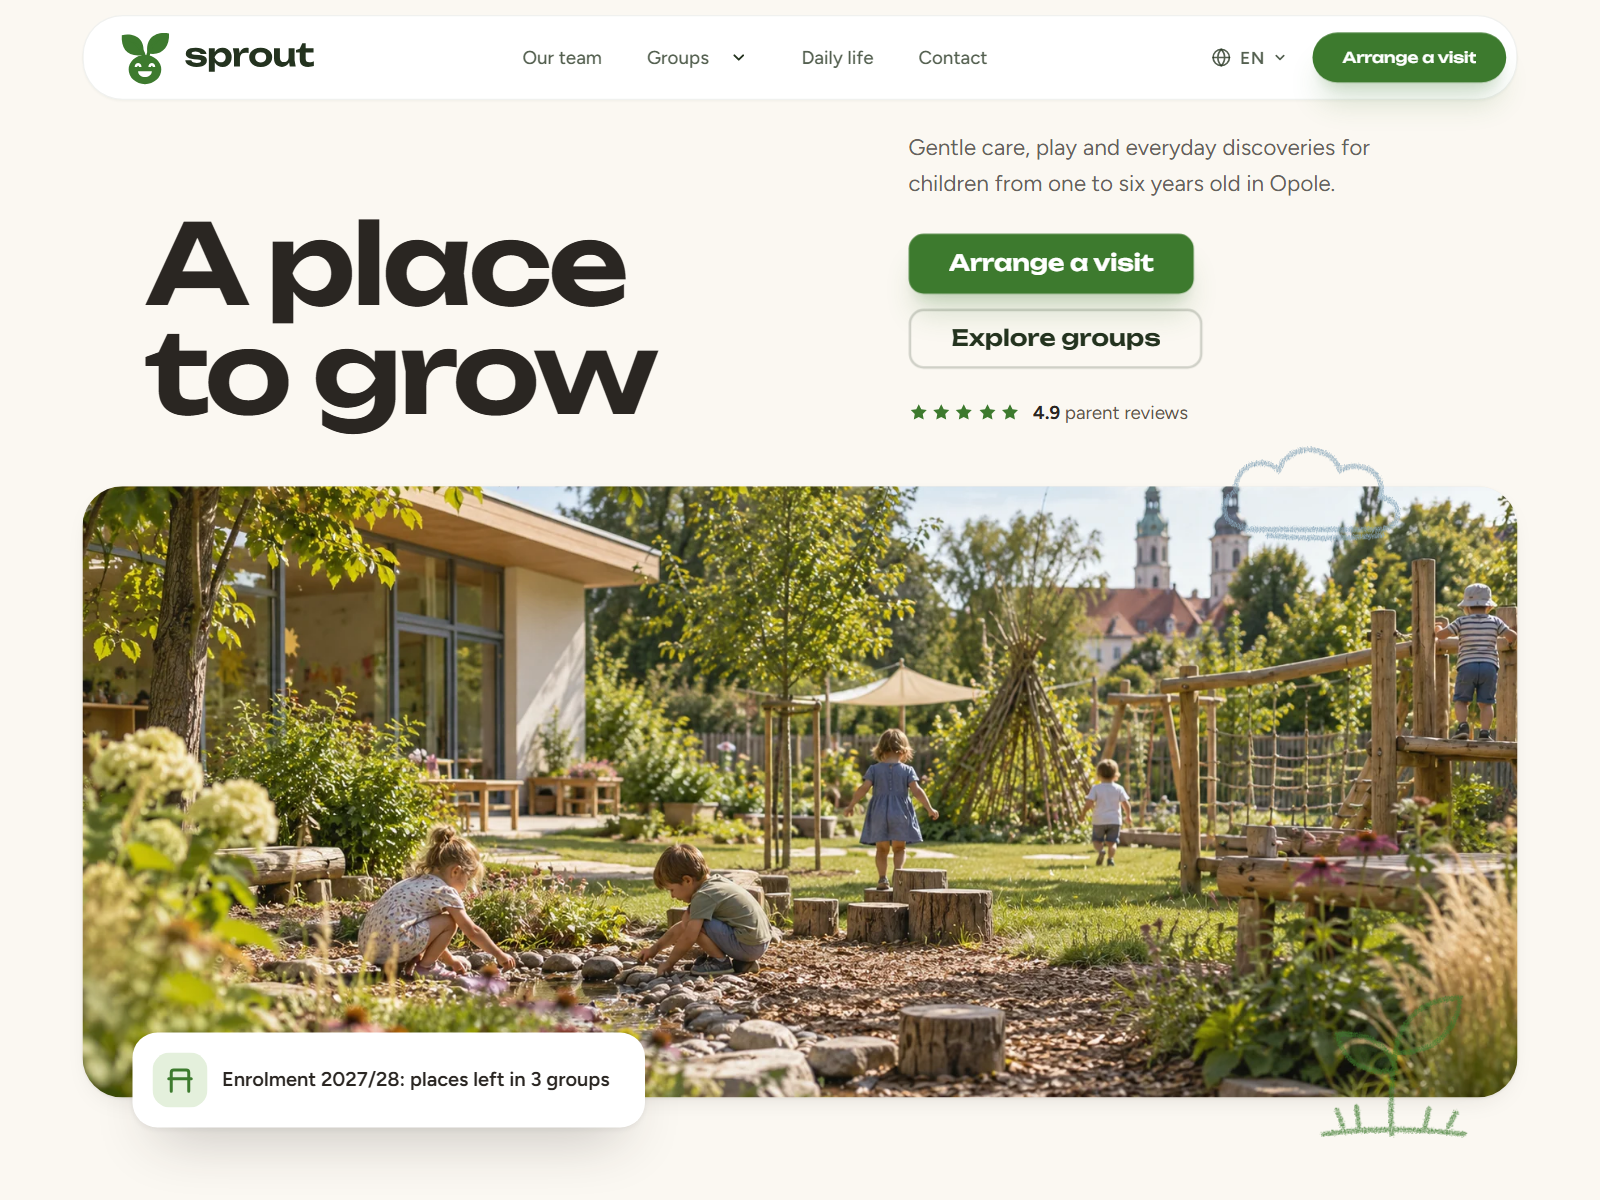 sprout
Our team
Groups
Daily life
Contact
EN
Arrange a visit
Gentle care, play and everyday discoveries for
children from one to six years old in Opole.
A place
to grow
Arrange a visit
Explore groups
4.9 parent reviews
Enrolment 2027/28: places left in 3 groups